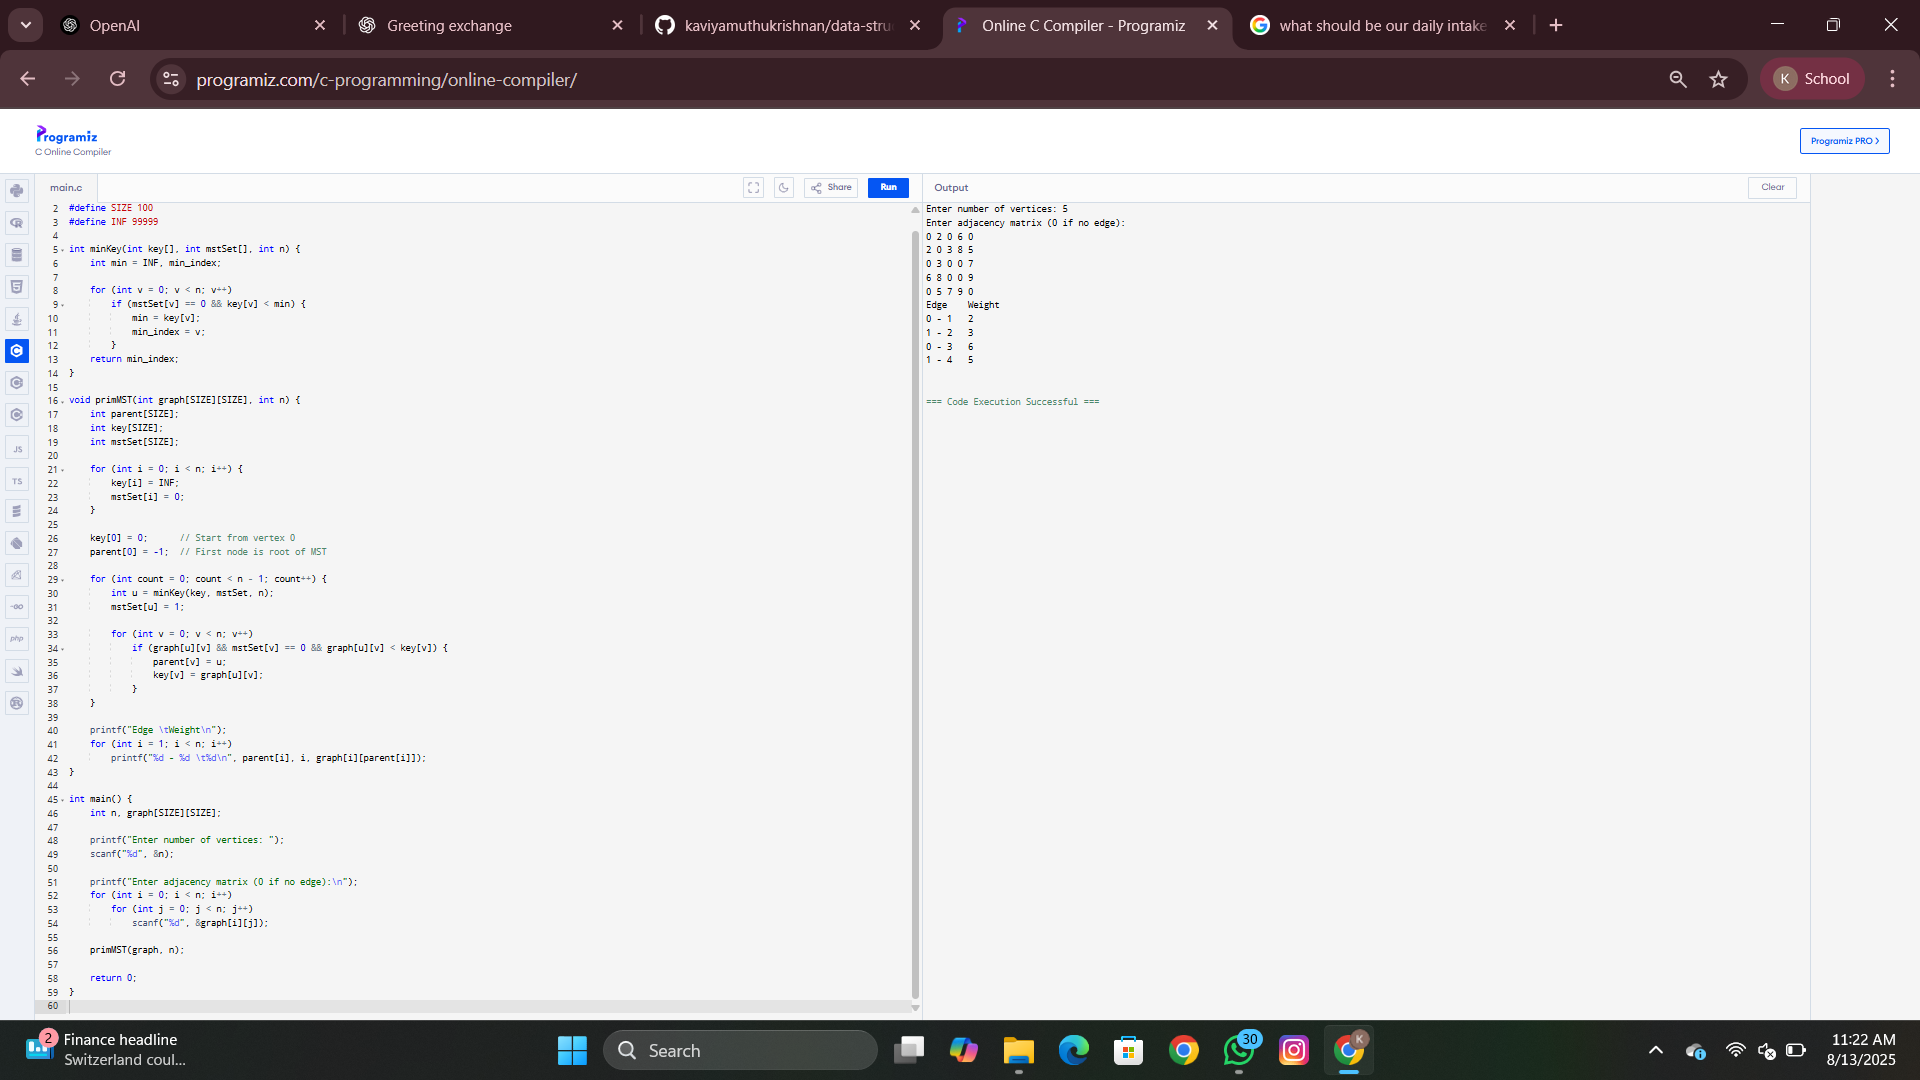 OpenAI
Greeting exchange
kaviyamuthukrishnan/data-stru
Online C Compiler - Programiz
what should be our daily intake
programiz.com/c-programming/online-compiler/
K School
Programiz
C Online Compiler
Programiz PRO >
main.c
Share
Run
Output
Clear
2 #define SIZE 100
3 #define INF 99999
4
5 int minKey(int key[], int mstSet[], int n) {
6     int min = INF, min_index;
7
8     for (int v = 0; v < n; v++)
9         if (mstSet[v] == 0 && key[v] < min) {
10             min = key[v];
11             min_index = v;
12         }
13     return min_index;
14 }
15
16 void primMST(int graph[SIZE][SIZE], int n) {
17     int parent[SIZE];
18     int key[SIZE];
19     int mstSet[SIZE];
20
21     for (int i = 0; i < n; i++) {
22         key[i] = INF;
23         mstSet[i] = 0;
24     }
25
26     key[0] = 0;      // Start from vertex 0
27     parent[0] = -1;  // First node is root of MST
28
29     for (int count = 0; count < n - 1; count++) {
30         int u = minKey(key, mstSet, n);
31         mstSet[u] = 1;
32
33         for (int v = 0; v < n; v++)
34             if (graph[u][v] && mstSet[v] == 0 && graph[u][v] < key[v]) {
35                 parent[v] = u;
36                 key[v] = graph[u][v];
37             }
38     }
39
40     printf("Edge \tWeight\n");
41     for (int i = 1; i < n; i++)
42         printf("%d - %d \t%d\n", parent[i], i, graph[i][parent[i]]);
43 }
44
45 int main() {
46     int n, graph[SIZE][SIZE];
47
48     printf("Enter number of vertices: ");
49     scanf("%d", &n);
50
51     printf("Enter adjacency matrix (0 if no edge):\n");
52     for (int i = 0; i < n; i++)
53         for (int j = 0; j < n; j++)
54             scanf("%d", &graph[i][j]);
55
56     primMST(graph, n);
57
58     return 0;
59 }
60
Enter number of vertices: 5
Enter adjacency matrix (0 if no edge):
0 2 0 6 0
2 0 3 8 5
0 3 0 0 7
6 8 0 0 9
0 5 7 9 0
Edge    Weight
0 - 1   2
1 - 2   3
0 - 3   6
1 - 4   5
=== Code Execution Successful ===
JS
TS
-GO
php
2
Finance headline
Switzerland coul...
Search
30
K
11:22 AM
8/13/2025